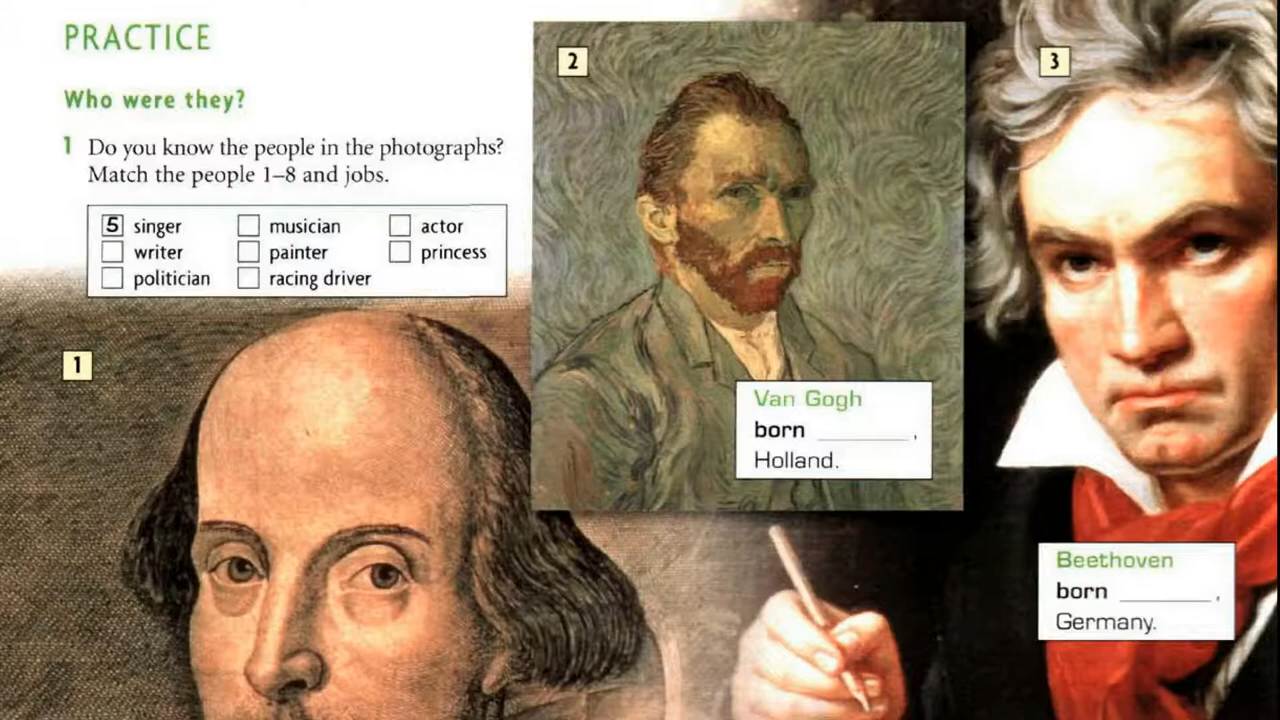 PRACTICE
Who were they?
1 Do you know the people in the photographs?
Match the people 1–8 and jobs.
5 singer musician actor
writer painter princess
politician racing driver
1
2
Van Gogh
born ________,
Holland.
3
Beethoven
born ________,
Germany.